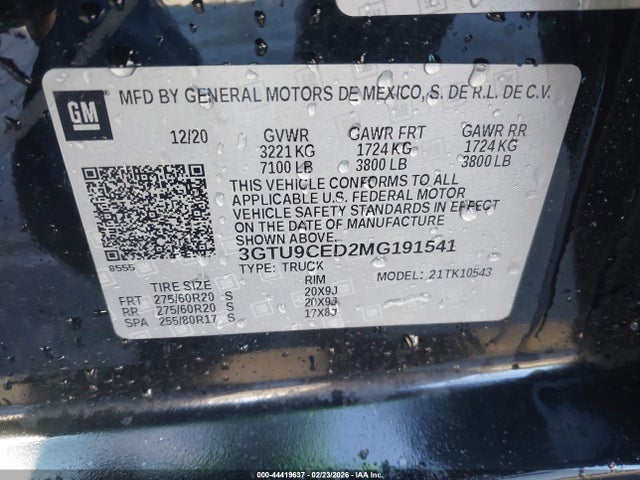 GM
MFD BY GENERAL MOTORS DE MEXICO, S. DE R.L. DE C.V.
12/20 GVWR GAWR FRT GAWR RR
3221 KG 1724 KG 1724 KG
7100 LB 3800 LB 3800 LB
THIS VEHICLE CONFORMS TO ALL
APPLICABLE U.S. FEDERAL MOTOR
VEHICLE SAFETY STANDARDS IN EFFECT
ON THE DATE OF MANUFACTURE
SHOWN ABOVE.
8555 3GTU9CED2MG191541
TYPE: TRUCK MODEL: 21TK10543
TIRE SIZE RIM
FRT 275/60R20 S 20X9J
RR 275/60R20 S 20X9J
SPA 255/80R17 S 17X8J
000-44419637 - 02/23/2026 - IAAI.COM